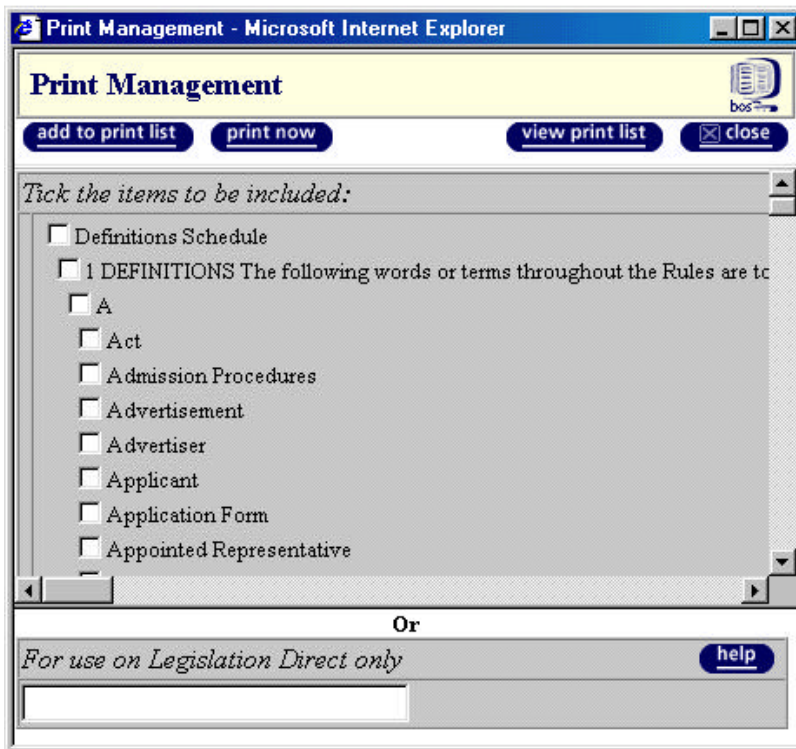 Print Management - Microsoft Internet Explorer
Print Management
bos
add to print list print now view print list close
Tick the items to be included:
Definitions Schedule
1 DEFINITIONS The following words or terms throughout the Rules are to
A
Act
Admission Procedures
Advertisement
Advertiser
Applicant
Application Form
Appointed Representative
Or
For use on Legislation Direct only help